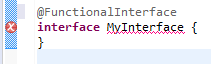 @FunctionalInterface
interface MyInterface {
}